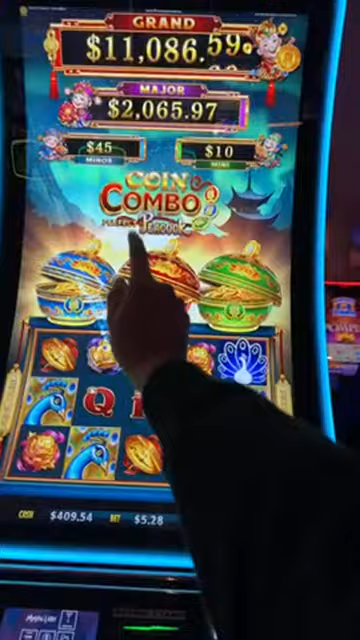 GRAND
$11,086.59
MAJOR
$2,065.97
$45 $10
MINOR MINI
COIN
COMBO
Peacock
Q
CASH $409.54 BET $5.28